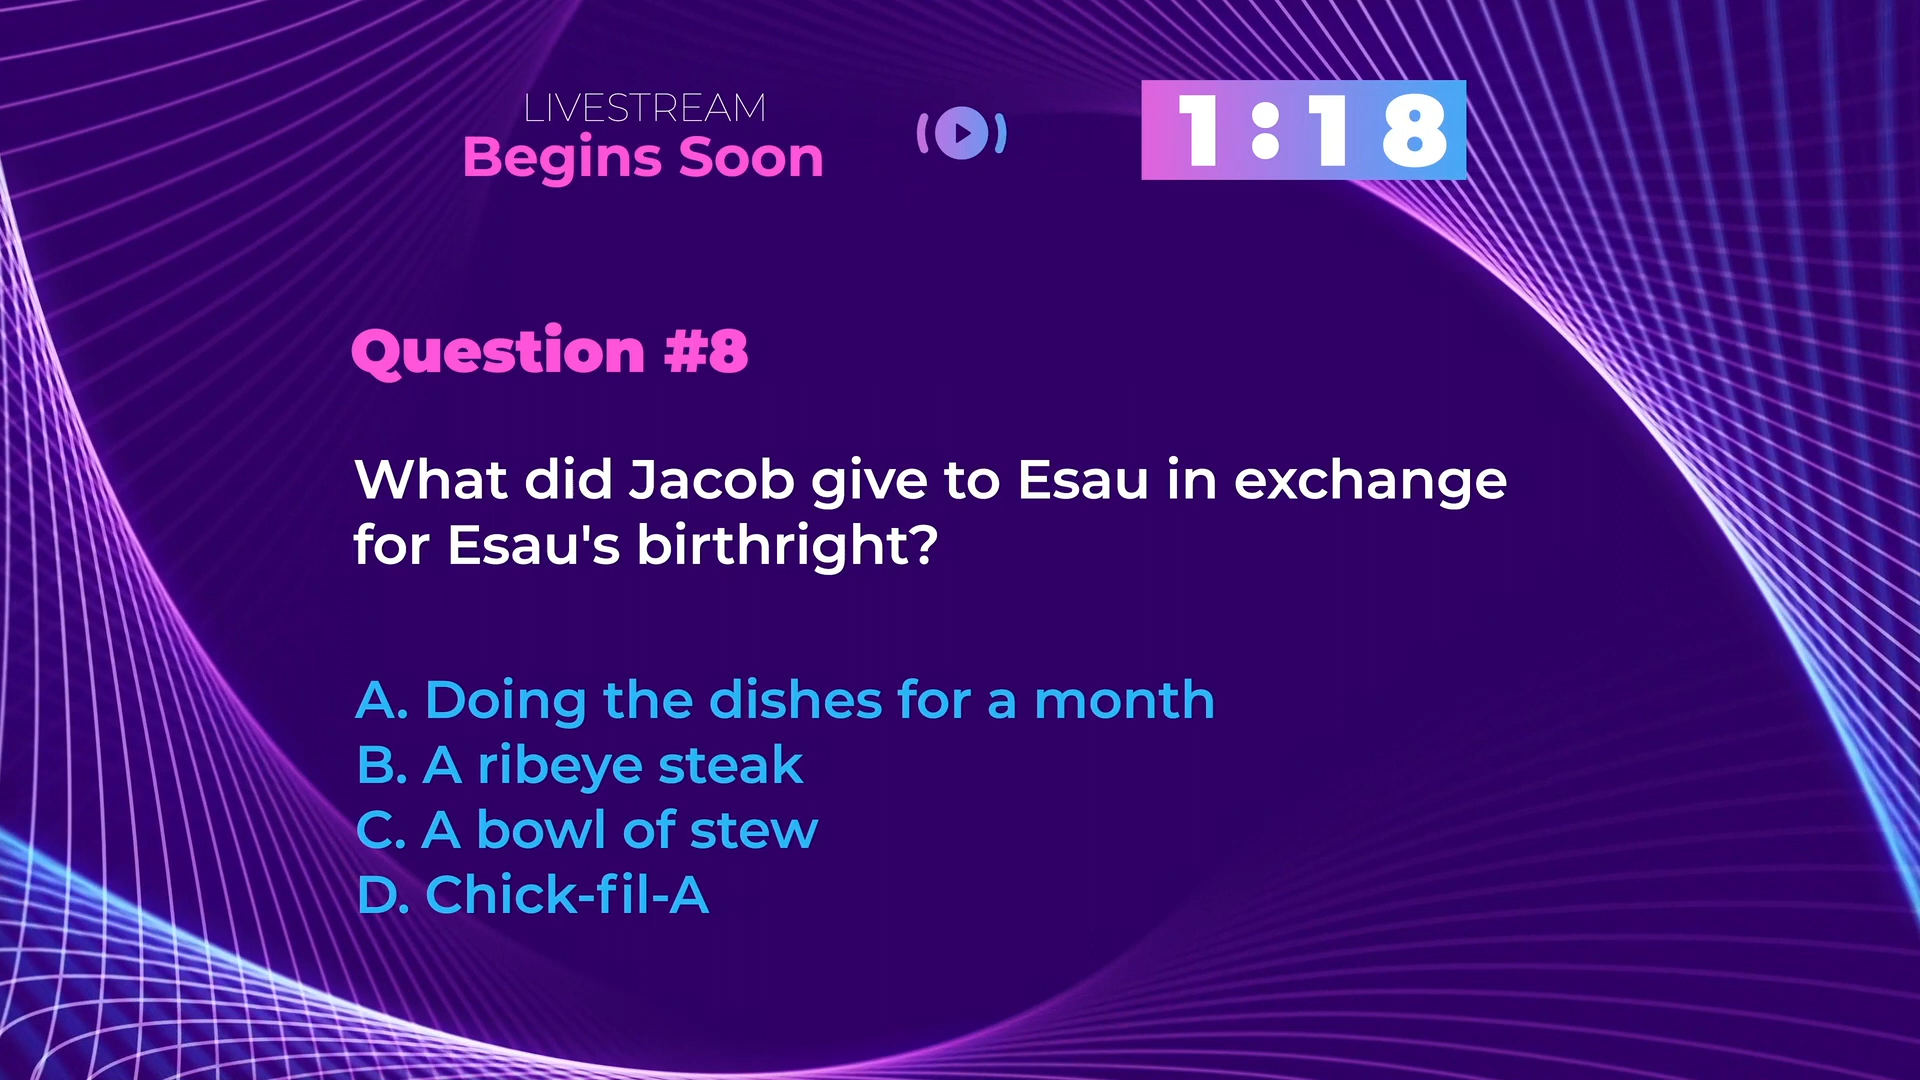 LIVESTREAM
Begins Soon
1:18
Question #8
What did Jacob give to Esau in exchange
for Esau's birthright?
A. Doing the dishes for a month
B. A ribeye steak
C. A bowl of stew
D. Chick-fil-A